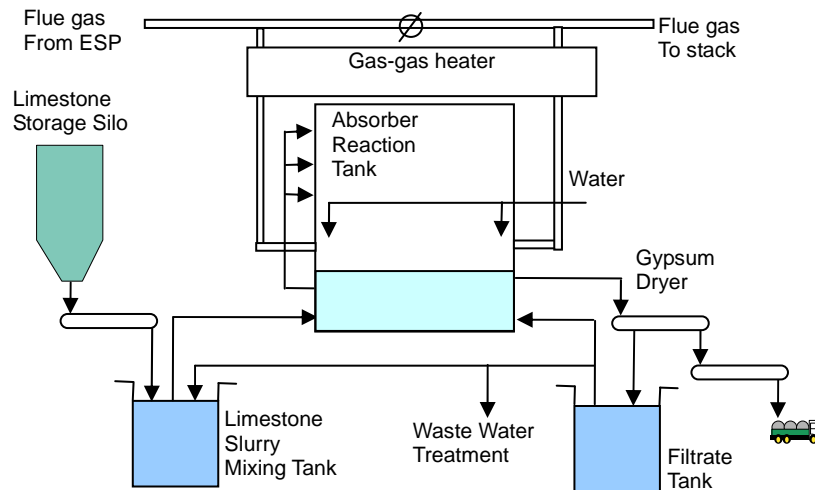 Flue gas
From ESP
Flue gas
To stack
Gas-gas heater
Limestone
Storage Silo
Absorber
Reaction
Tank
Water
Gypsum
Dryer
Limestone
Slurry
Mixing Tank
Waste Water
Treatment
Filtrate
Tank